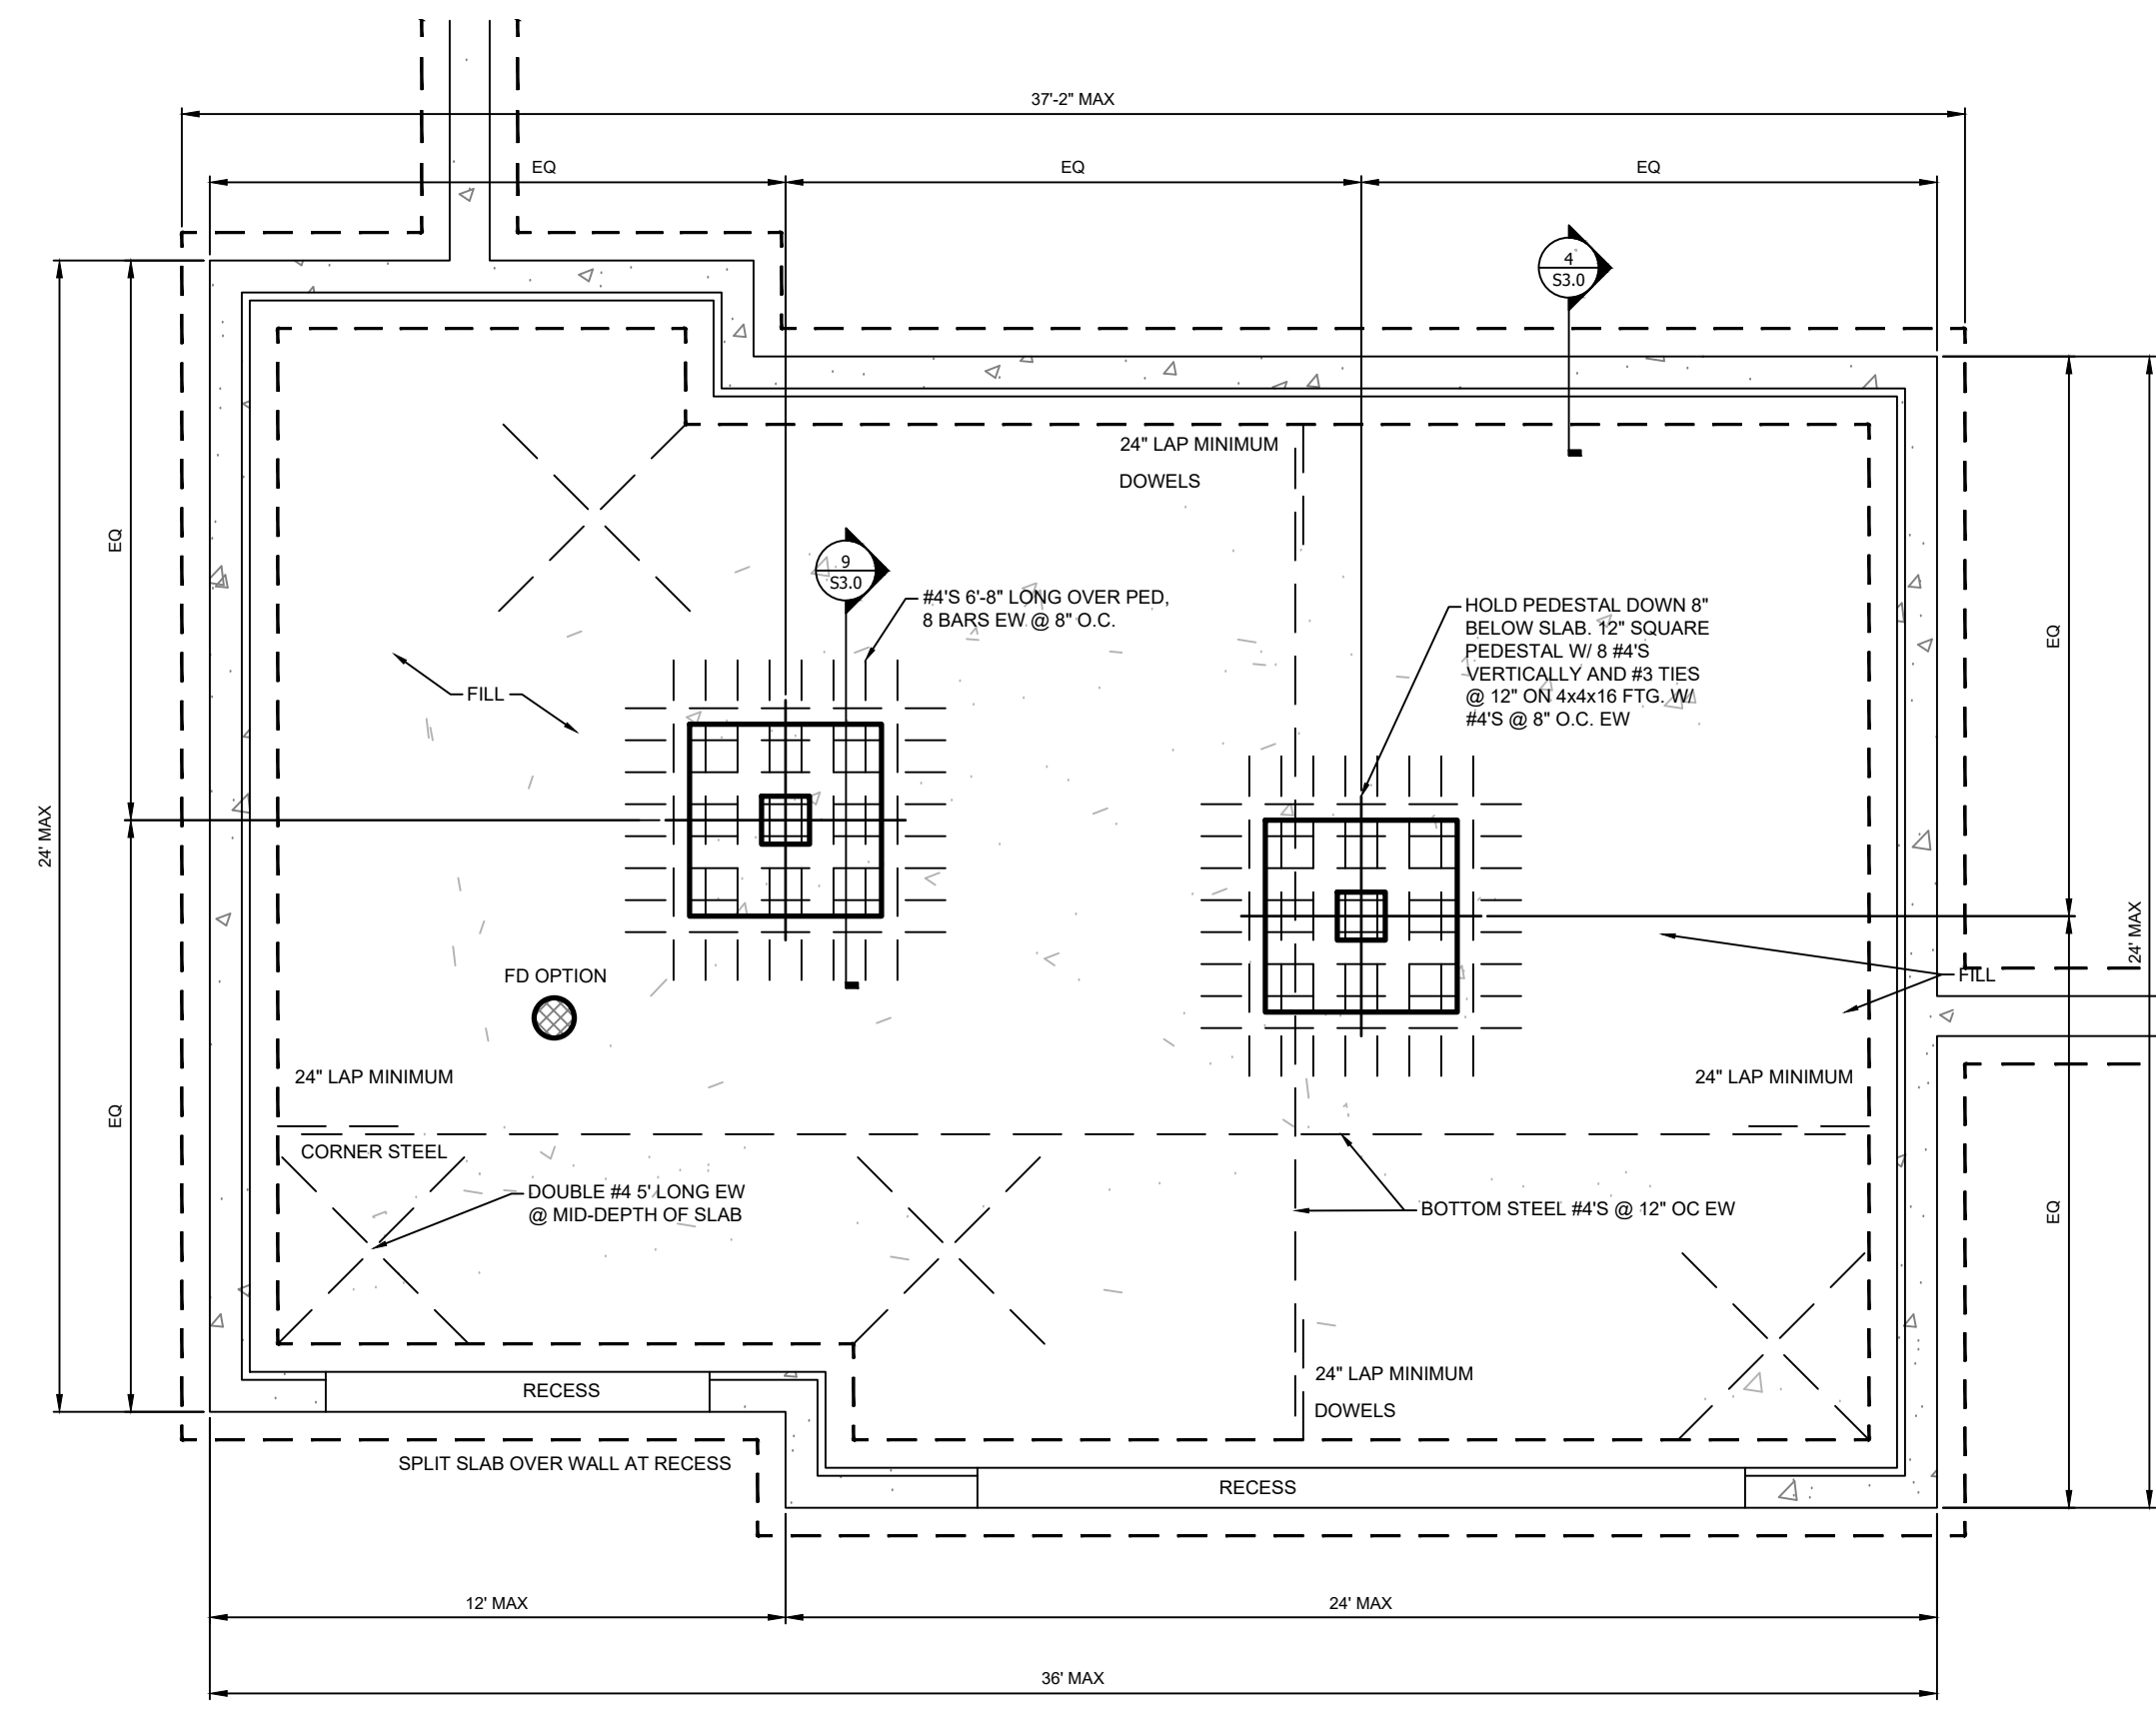 37'-2" MAX
EQ
EQ
EQ
4
S3.0
24" LAP MINIMUM
DOWELS
EQ
9
S3.0
#4'S 6'-8" LONG OVER PED,
8 BARS EW @ 8" O.C.
HOLD PEDESTAL DOWN 8"
BELOW SLAB. 12" SQUARE
PEDESTAL W/ 8 #4'S
VERTICALLY AND #3 TIES
@ 12" ON 4x4x16 FTG. W/
#4'S @ 8" O.C. EW
EQ
FILL
24' MAX
24' MAX
FD OPTION
FILL
24" LAP MINIMUM
24" LAP MINIMUM
EQ
CORNER STEEL
DOUBLE #4 5' LONG EW
@ MID-DEPTH OF SLAB
BOTTOM STEEL #4'S @ 12" OC EW
EQ
24" LAP MINIMUM
DOWELS
RECESS
SPLIT SLAB OVER WALL AT RECESS
RECESS
12' MAX
24' MAX
36' MAX